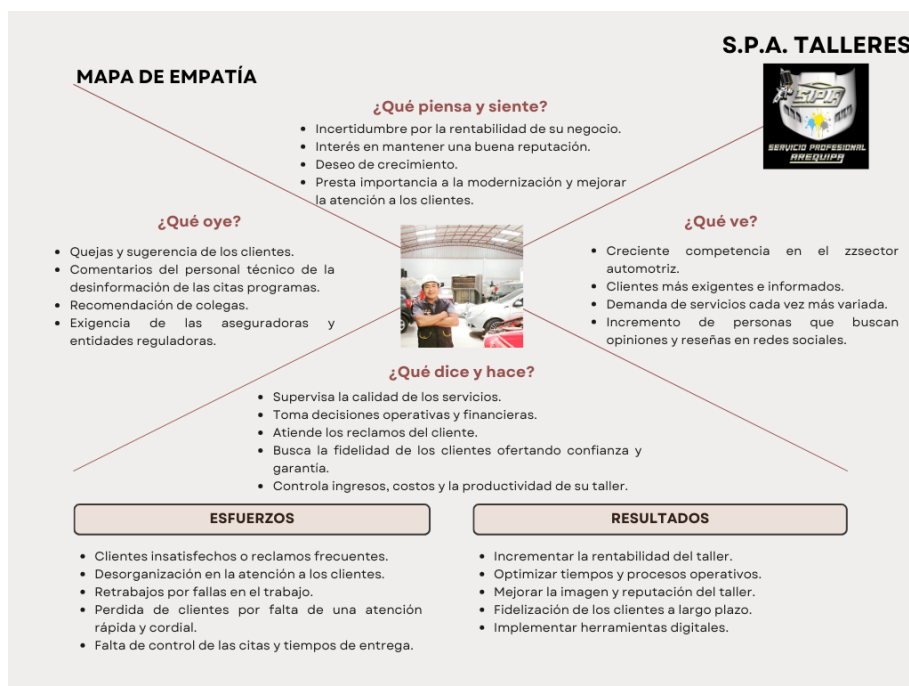 S.P.A. TALLERES
MAPA DE EMPATÍA
SIPIA
SERVICIO PROFESIONAL
AREQUIPA
¿Qué piensa y siente?
• Incertidumbre por la rentabilidad de su negocio.
• Interés en mantener una buena reputación.
• Deseo de crecimiento.
• Presta importancia a la modernización y mejorar
la atención a los clientes.
¿Qué oye?
• Quejas y sugerencia de los clientes.
• Comentarios del personal técnico de la
desinformación de las citas programas.
• Recomendación de colegas.
• Exigencia de las aseguradoras y
entidades reguladoras.
¿Qué ve?
• Creciente competencia en el zzsector
automotriz.
• Clientes más exigentes e informados.
• Demanda de servicios cada vez más variada.
• Incremento de personas que buscan
opiniones y reseñas en redes sociales.
¿Qué dice y hace?
• Supervisa la calidad de los servicios.
• Toma decisiones operativas y financieras.
• Atiende los reclamos del cliente.
• Busca la fidelidad de los clientes ofertando confianza y
garantía.
• Controla ingresos, costos y la productividad de su taller.
ESFUERZOS
• Clientes insatisfechos o reclamos frecuentes.
• Desorganización en la atención a los clientes.
• Retrabajos por fallas en el trabajo.
• Perdida de clientes por falta de una atención
rápida y cordial.
• Falta de control de las citas y tiempos de entrega.
RESULTADOS
• Incrementar la rentabilidad del taller.
• Optimizar tiempos y procesos operativos.
• Mejorar la imagen y reputación del taller.
• Fidelización de los clientes a largo plazo.
• Implementar herramientas digitales.